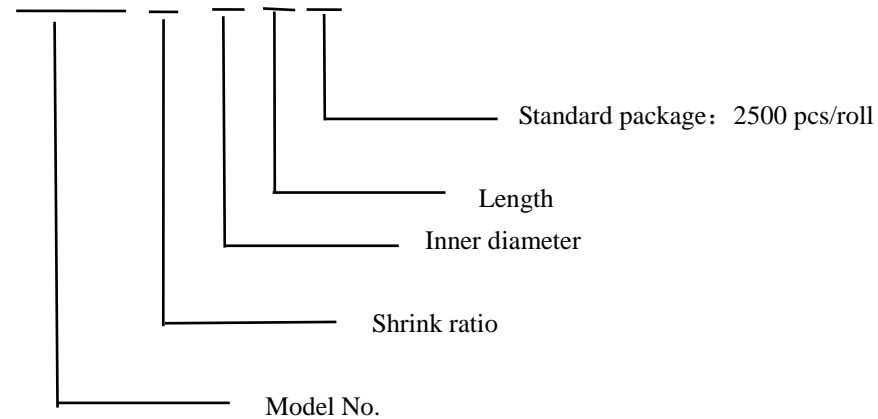 Standard package：2500 pcs/roll
Length
Inner diameter
Shrink ratio
Model No.